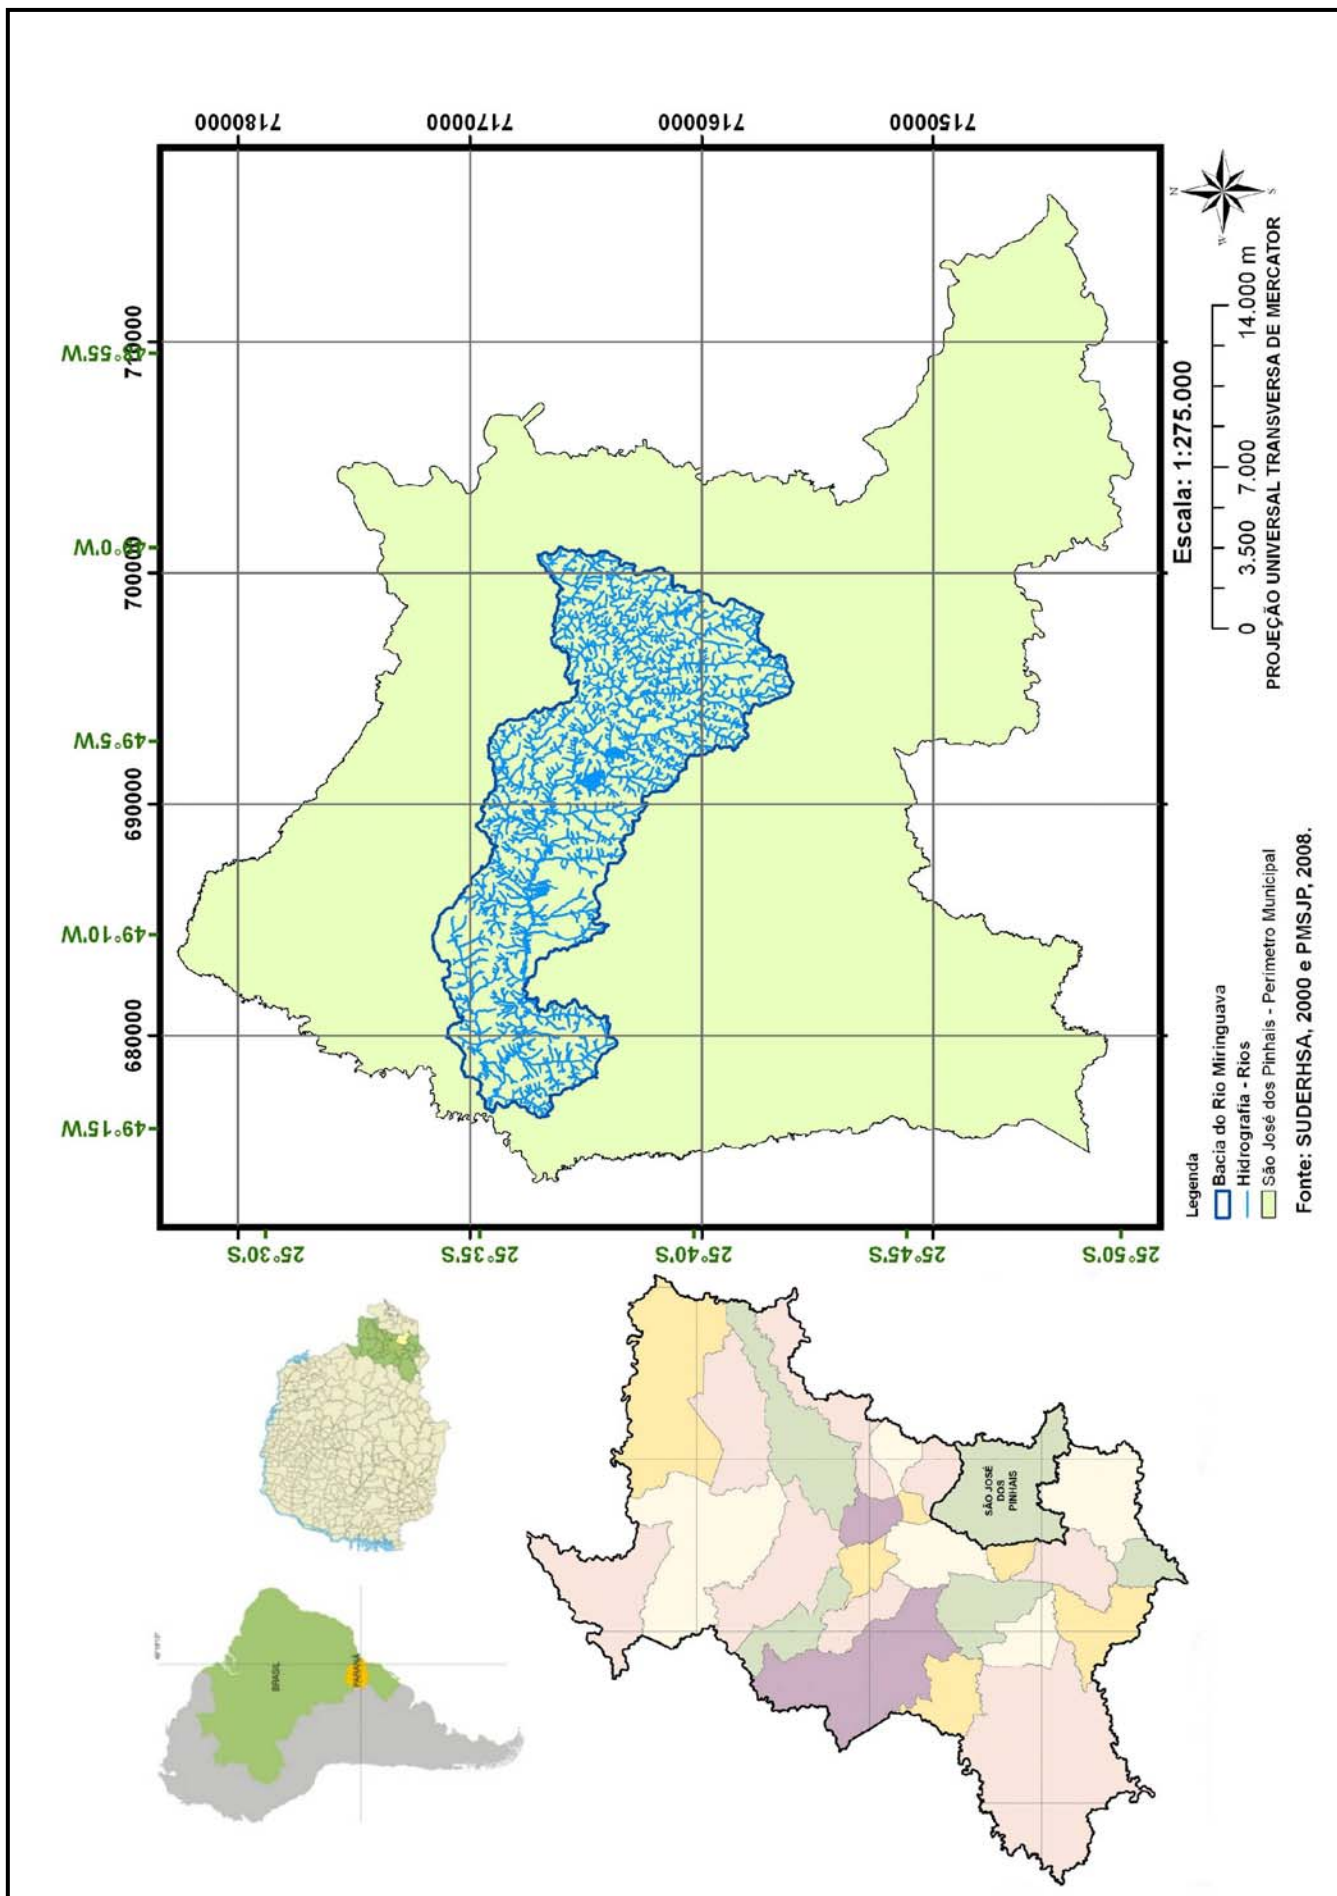 BRASIL
PARANÁ
SÃO JOSÉ
DOS
PINHAIS
49°15'W
49°10'W
49°5'W
49°0'W
48°55'W
680000
690000
700000
710000
25°30'S
25°35'S
25°40'S
25°45'S
25°50'S
7180000
7170000
7160000
7150000
Legenda
Bacia do Rio Miringuava
Hidrografia - Rios
São José dos Pinhais - Perímetro Municipal
Fonte: SUDERHSA, 2000 e PMSJP, 2008.
Escala: 1:275.000
0 3.500 7.000 14.000 m
PROJEÇÃO UNIVERSAL TRANSVERSA DE MERCATOR
N
W
S